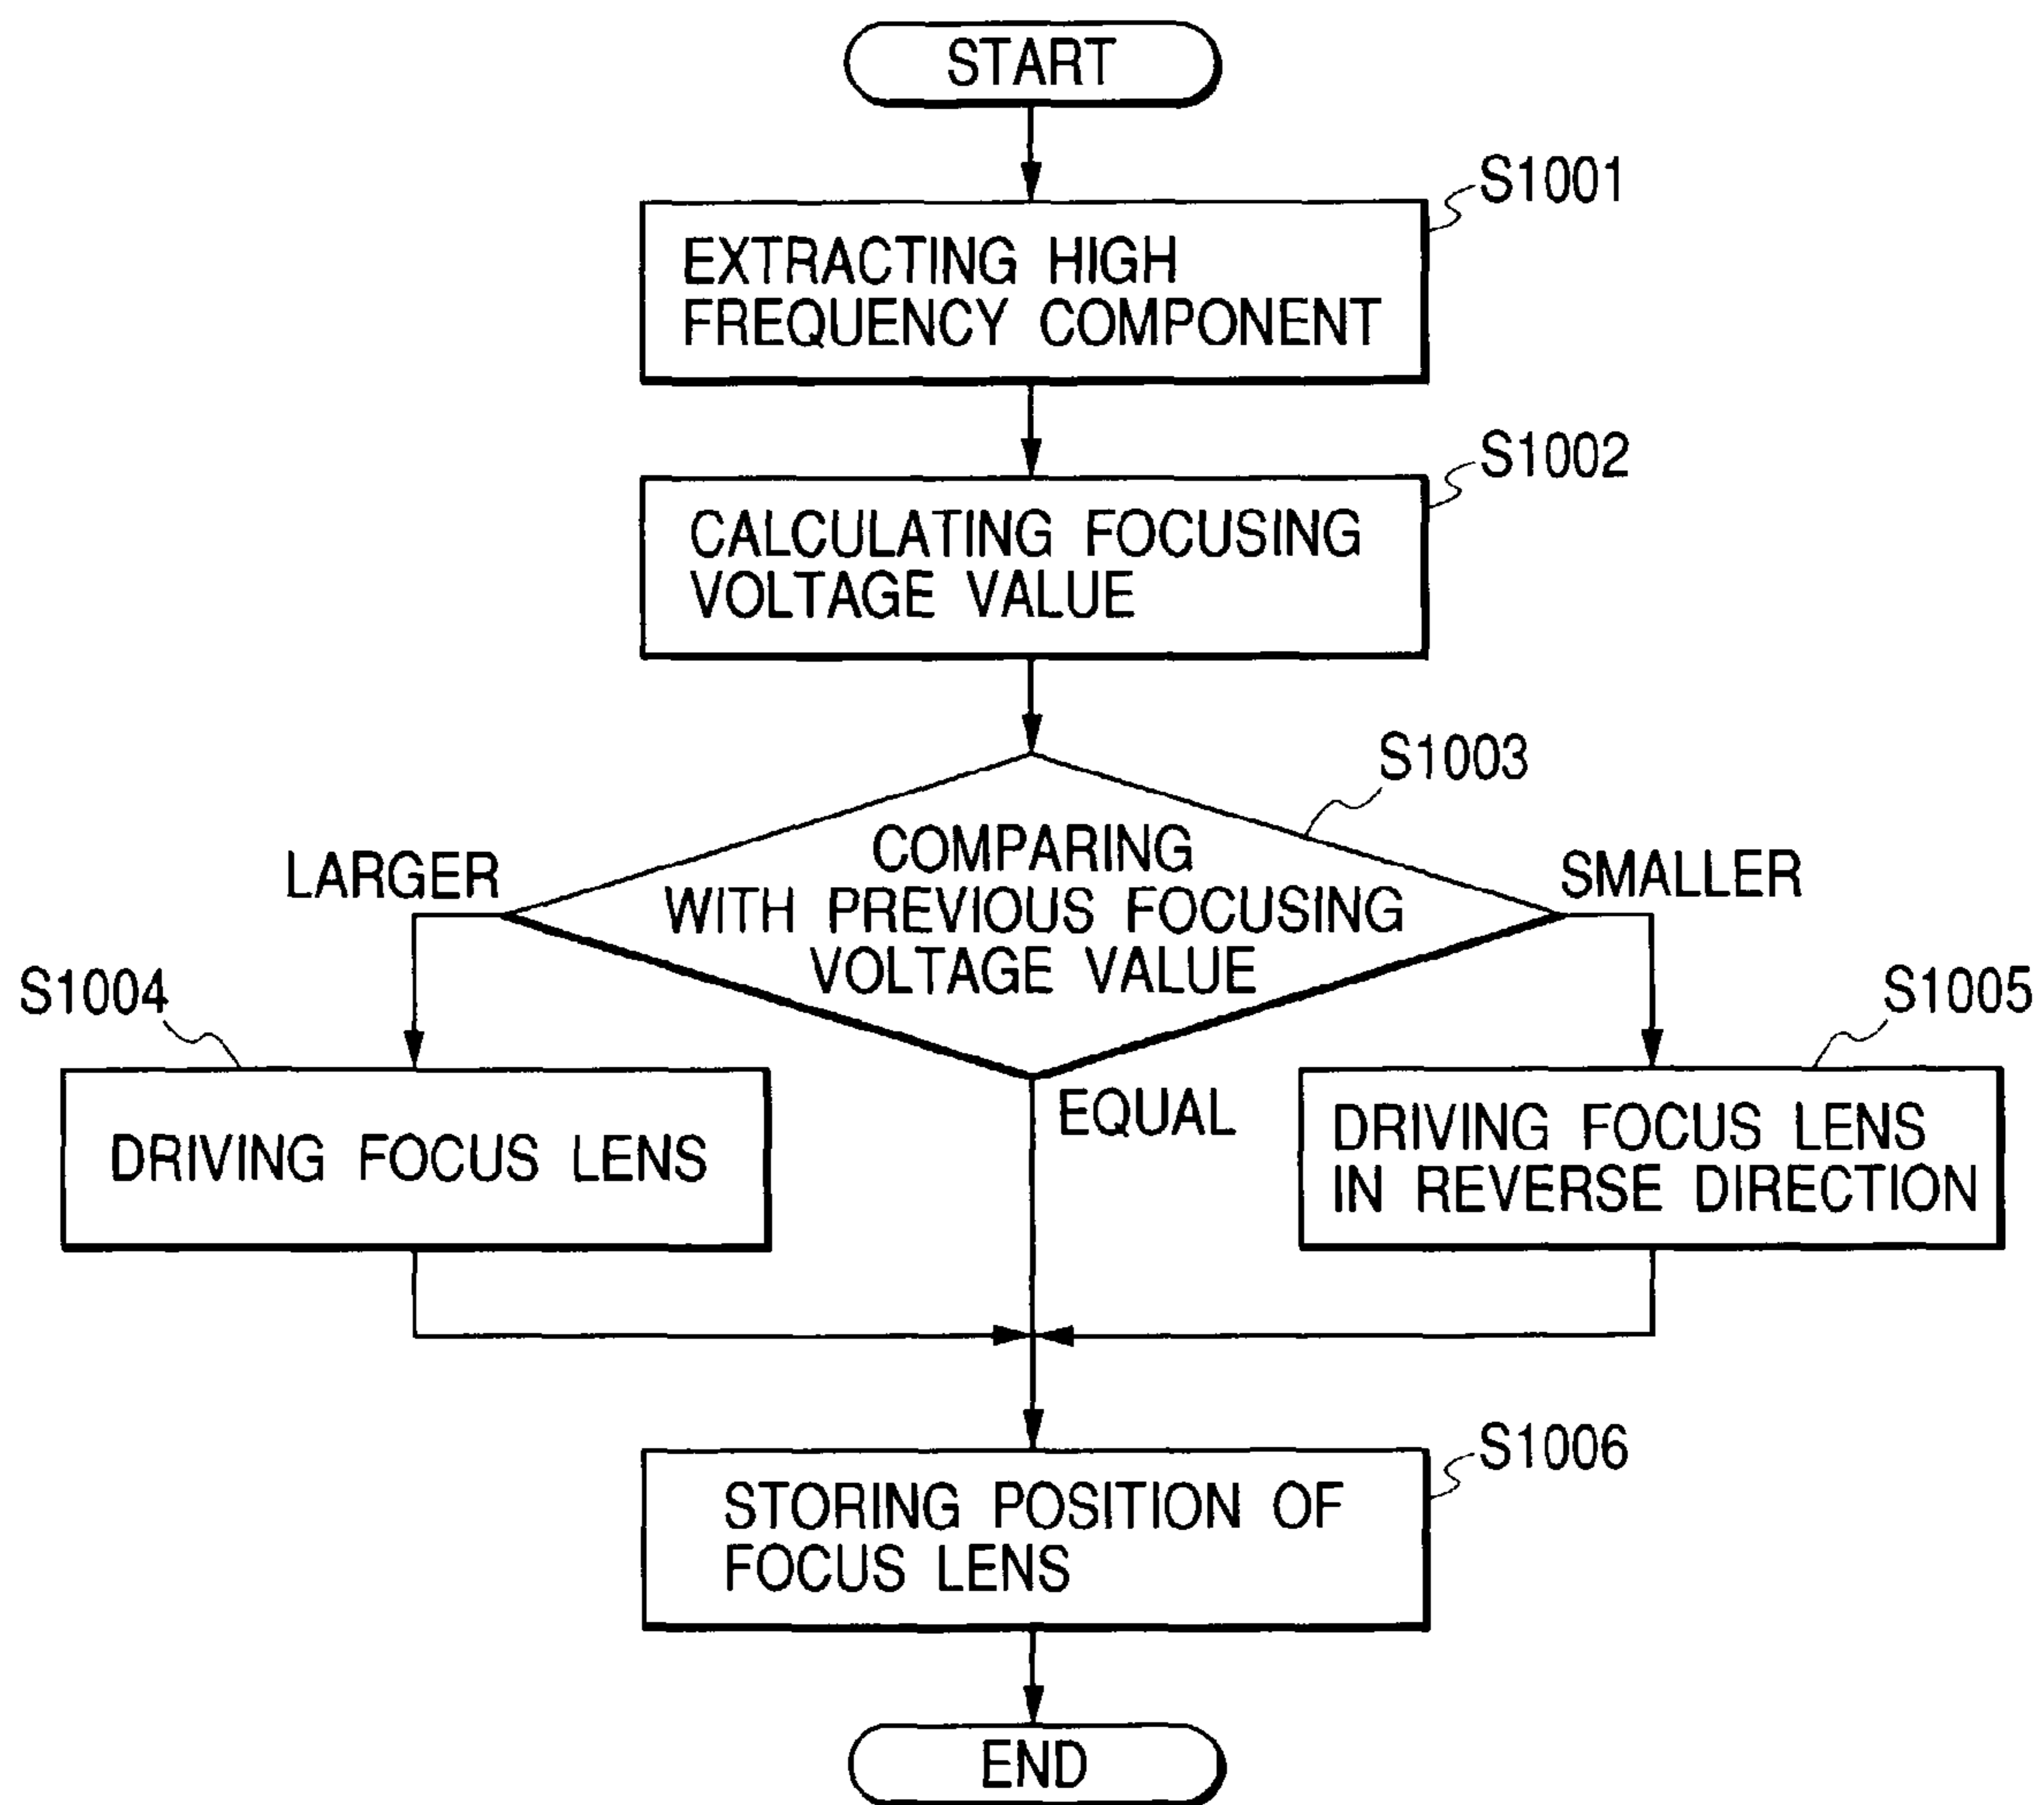 START
S1001
EXTRACTING HIGH
FREQUENCY COMPONENT
S1002
CALCULATING FOCUSING
VOLTAGE VALUE
S1003
COMPARING
WITH PREVIOUS FOCUSING
VOLTAGE VALUE
LARGER
SMALLER
EQUAL
S1004
DRIVING FOCUS LENS
S1005
DRIVING FOCUS LENS
IN REVERSE DIRECTION
S1006
STORING POSITION OF
FOCUS LENS
END